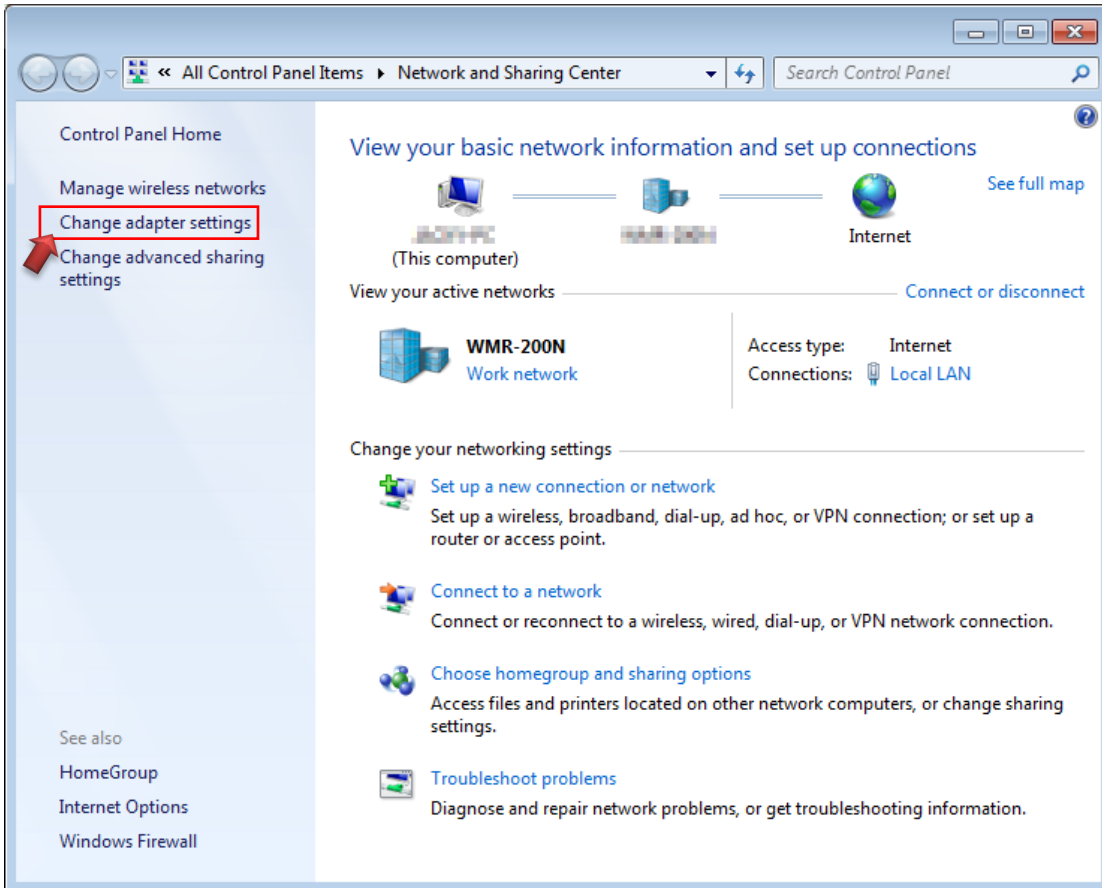 « All Control Panel Items ▸ Network and Sharing Center
Search Control Panel
Control Panel Home
Manage wireless networks
Change adapter settings
Change advanced sharing
settings
View your basic network information and set up connections
See full map
(This computer)
Internet
View your active networks
Connect or disconnect
WMR-200N
Work network
Access type: Internet
Connections: Local LAN
Change your networking settings
Set up a new connection or network
Set up a wireless, broadband, dial-up, ad hoc, or VPN connection; or set up a
router or access point.
Connect to a network
Connect or reconnect to a wireless, wired, dial-up, or VPN network connection.
Choose homegroup and sharing options
Access files and printers located on other network computers, or change sharing
settings.
Troubleshoot problems
Diagnose and repair network problems, or get troubleshooting information.
See also
HomeGroup
Internet Options
Windows Firewall